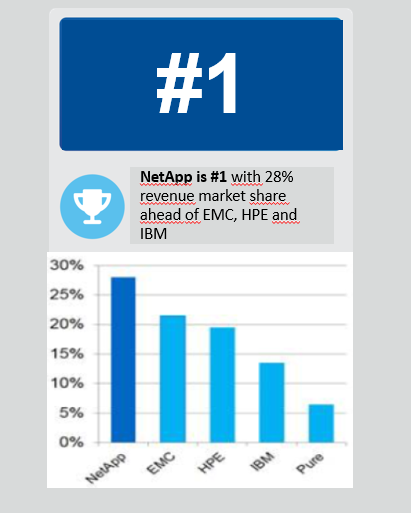 #1
NetApp is #1 with 28%
revenue market share
ahead of EMC, HPE and
IBM
30%
25%
20%
15%
10%
5%
0%
NetApp EMC HPE IBM Pure